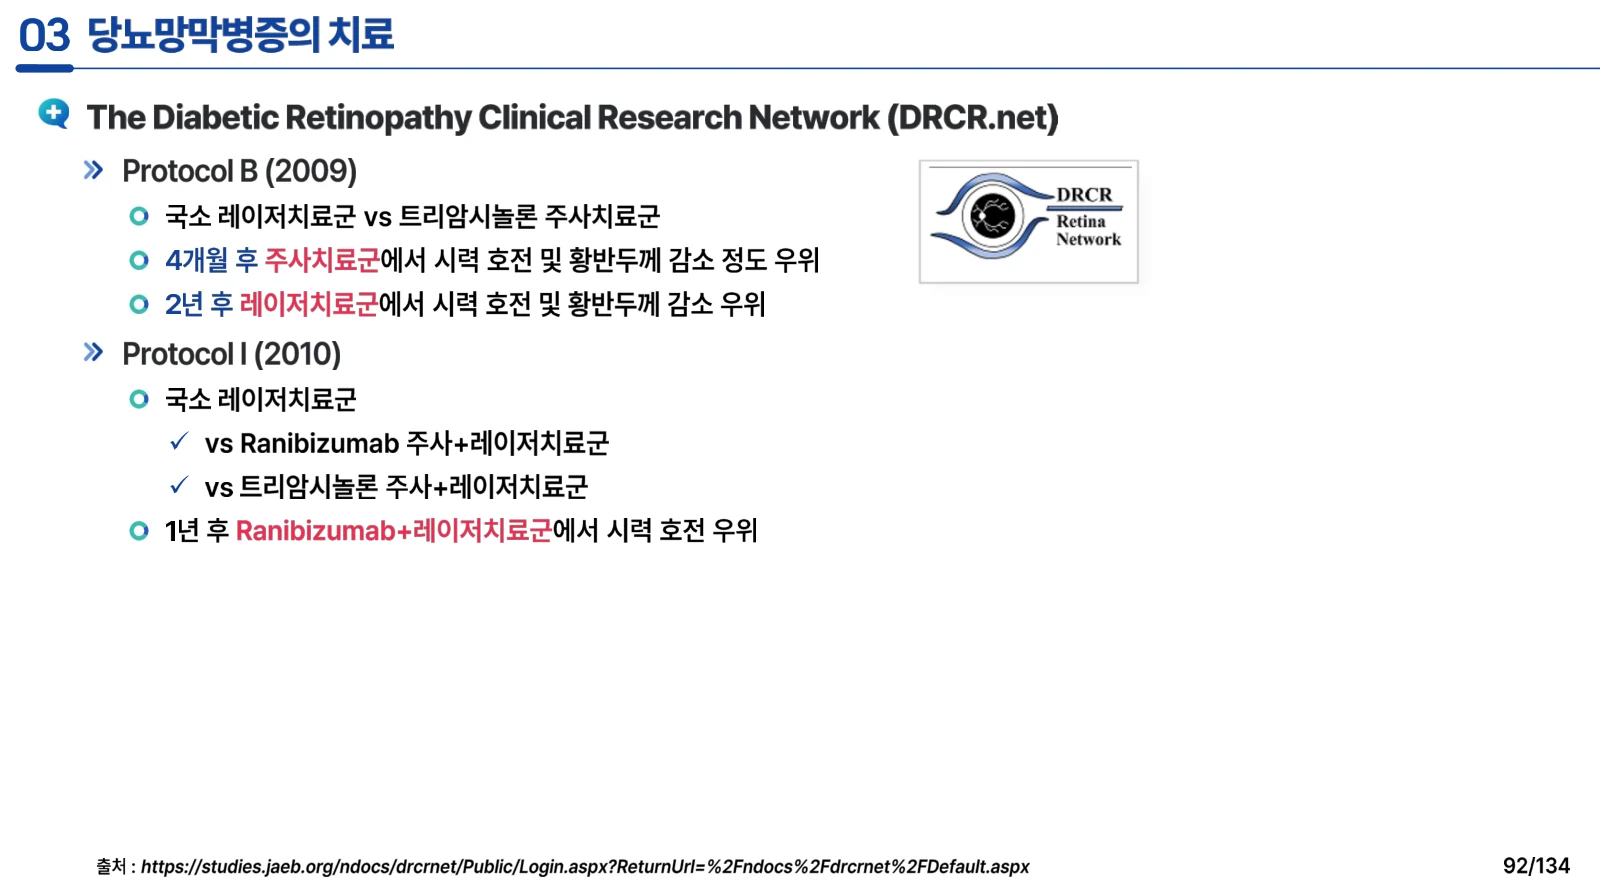 03 당뇨망막병증의 치료
The Diabetic Retinopathy Clinical Research Network (DRCR.net)
Protocol B (2009)
국소 레이저치료군 vs 트리암시놀론 주사치료군
4개월 후 주사치료군에서 시력 호전 및 황반두께 감소 정도 우위
2년 후 레이저치료군에서 시력 호전 및 황반두께 감소 우위
DRCR
Retina
Network
Protocol I (2010)
국소 레이저치료군
vs Ranibizumab 주사+레이저치료군
vs 트리암시놀론 주사+레이저치료군
1년 후 Ranibizumab+레이저치료군에서 시력 호전 우위
출처 : https://studies.jaeb.org/ndocs/drcrnet/Public/Login.aspx?ReturnUrl=%2Fndocs%2Fdrcrnet%2FDefault.aspx
92/134